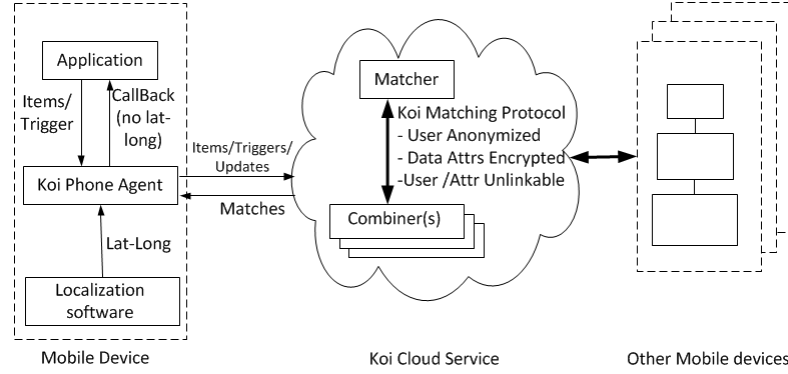 Application
Items/
Trigger
CallBack
(no lat-
long)
Koi Phone Agent
Lat-Long
Localization
software
Mobile Device
Items/Triggers/
Updates
Matches
Matcher
Koi Matching Protocol
- User Anonymized
- Data Attrs Encrypted
-User /Attr Unlinkable
Combiner(s)
Koi Cloud Service
Other Mobile devices